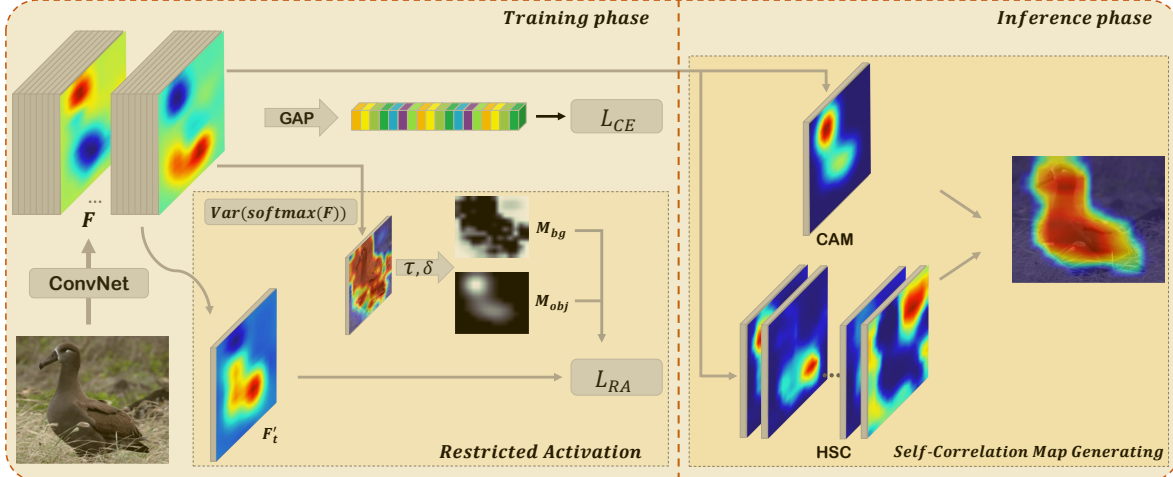 Training phase
Inference phase
GAP
L_CE
...
F
Var(softmax(F))
M_bg
τ, δ
M_obj
ConvNet
CAM
L_RA
F'_t
...
HSC
Restricted Activation
Self-Correlation Map Generating